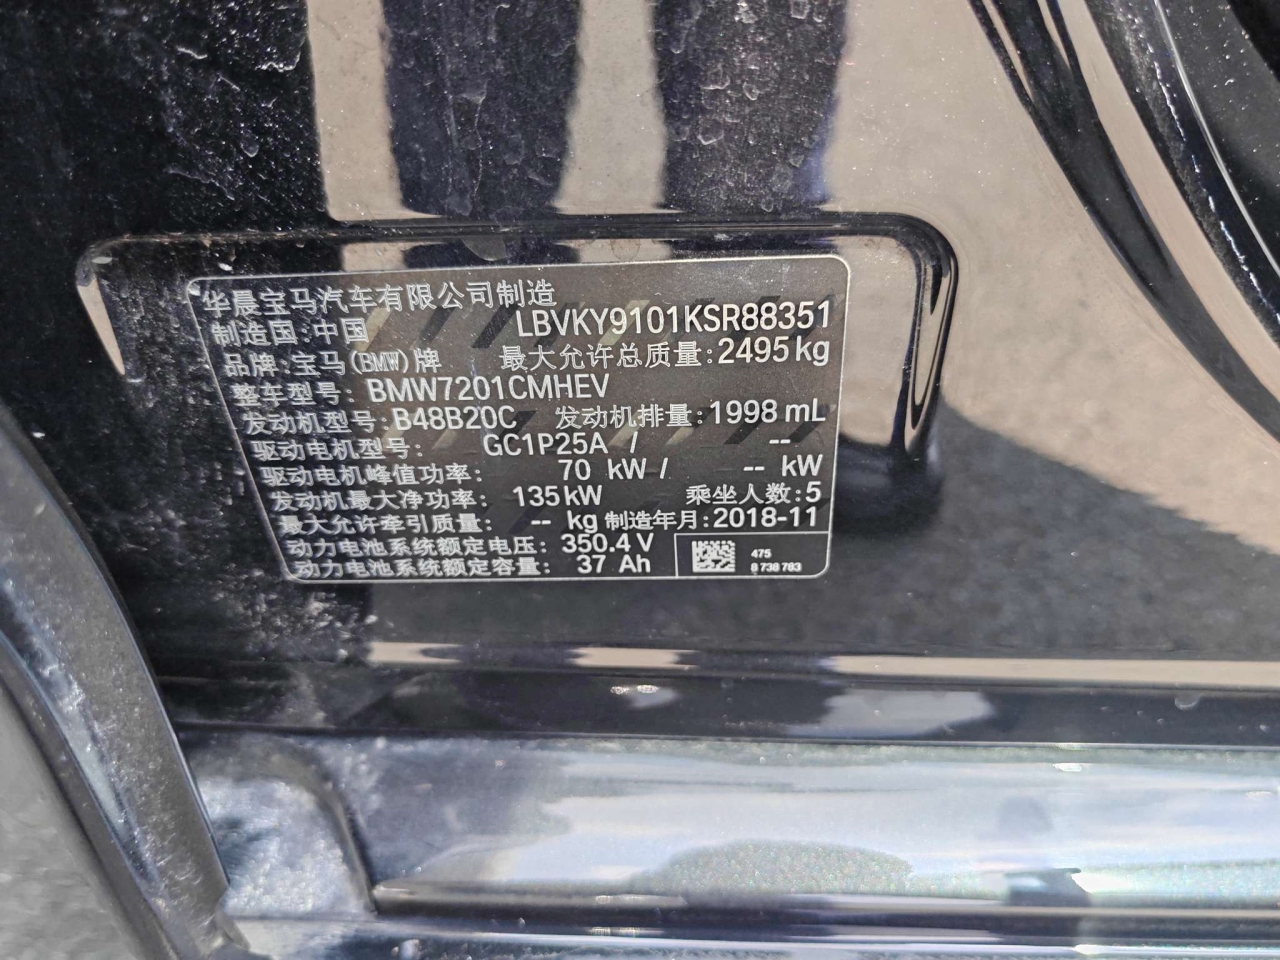 华晨宝马汽车有限公司制造
制造国:中国 LBVKY9101KSR88351
品牌:宝马(BMW)牌 最大允许总质量:2495kg
整车型号: BMW7201CMHEV
发动机型号:B48B20C 发动机排量:1998 mL
驱动电机型号: GC1P25A / --
驱动电机峰值功率: 70 kW / -- kW
发动机最大净功率: 135kW 乘坐人数:5
最大允许牵引质量: -- kg 制造年月:2018-11
动力电池系统额定电压: 350.4 V
动力电池系统额定容量: 37 Ah
475
8 738 783